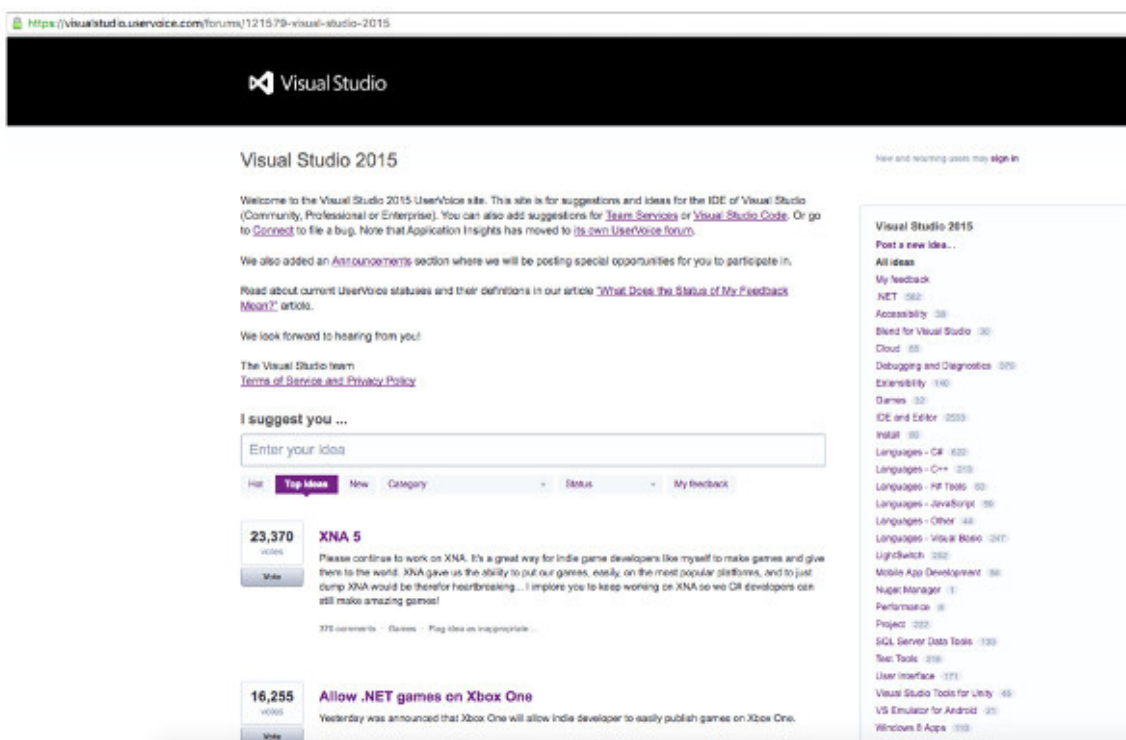 https://visualstudio.uservoice.com/forums/121579-visual-studio-2015
Visual Studio
Visual Studio 2015
New and returning users may sign in
Welcome to the Visual Studio 2015 UserVoice site. This site is for suggestions and ideas for the IDE of Visual Studio
(Community, Professional or Enterprise). You can also add suggestions for Team Services or Visual Studio Code. Or go
to Connect to file a bug. Note that Application Insights has moved to its own UserVoice forum.
We also added an Announcements section where we will be posting special opportunities for you to participate in.
Read about current UserVoice statuses and their definitions in our article "What Does the Status of My Feedback
Mean?" article.
We look forward to hearing from you!
The Visual Studio team
Terms of Service and Privacy Policy
I suggest you ...
Enter your idea
Hot Top ideas New Category Status My feedback
23,370
votes
Vote
XNA 5
Please continue to work on XNA. It's a great way for indie game developers like myself to make games and give
them to the world. XNA gave us the ability to put our games, easily, on the most popular platforms, and to just
dump XNA would be therefor heartbreaking... I implore you to keep working on XNA so we C# developers can
still make amazing games!
comments · Games · Flag idea as inappropriate...
16,255
votes
Vote
Allow .NET games on Xbox One
Yesterday was announced that Xbox One will allow indie developer to easily publish games on Xbox One.
Visual Studio 2015
Post a new idea...
All ideas
My feedback
.NET
Accessibility
Blend for Visual Studio
Cloud
Debugging and Diagnostics
Extensibility 140
Games
IDE and Editor
Install
Languages - C# 622
Languages - C++
Languages - F# Tools
Languages - JavaScript
Languages - Other 44
Languages - Visual Basic 247
LightSwitch
Mobile App Development
Nuget Manager 1
Performance
Project 222
SQL Server Data Tools
Test Tools
User Interface 171
Visual Studio Tools for Unity
VS Emulator for Android
Windows 8 Apps